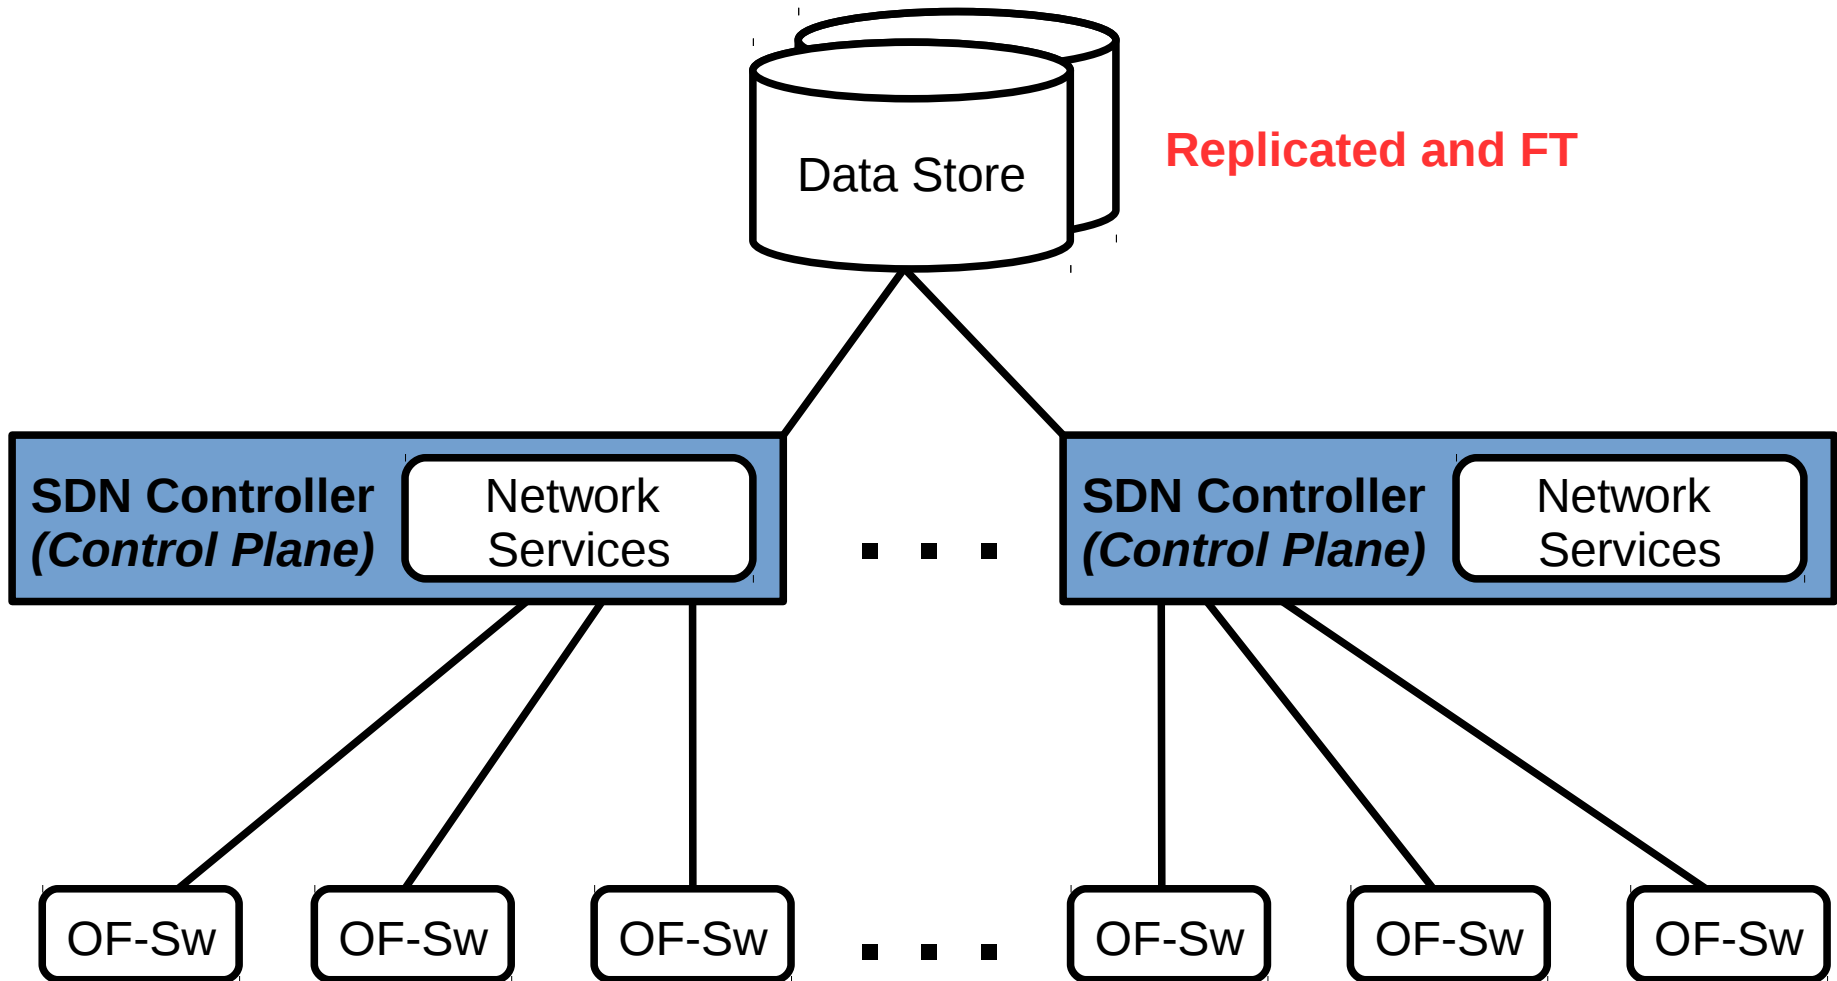 Data Store
Replicated and FT
SDN Controller
(Control Plane)
Network
Services
. . .
SDN Controller
(Control Plane)
Network
Services
OF-Sw
OF-Sw
OF-Sw
. . .
OF-Sw
OF-Sw
OF-Sw